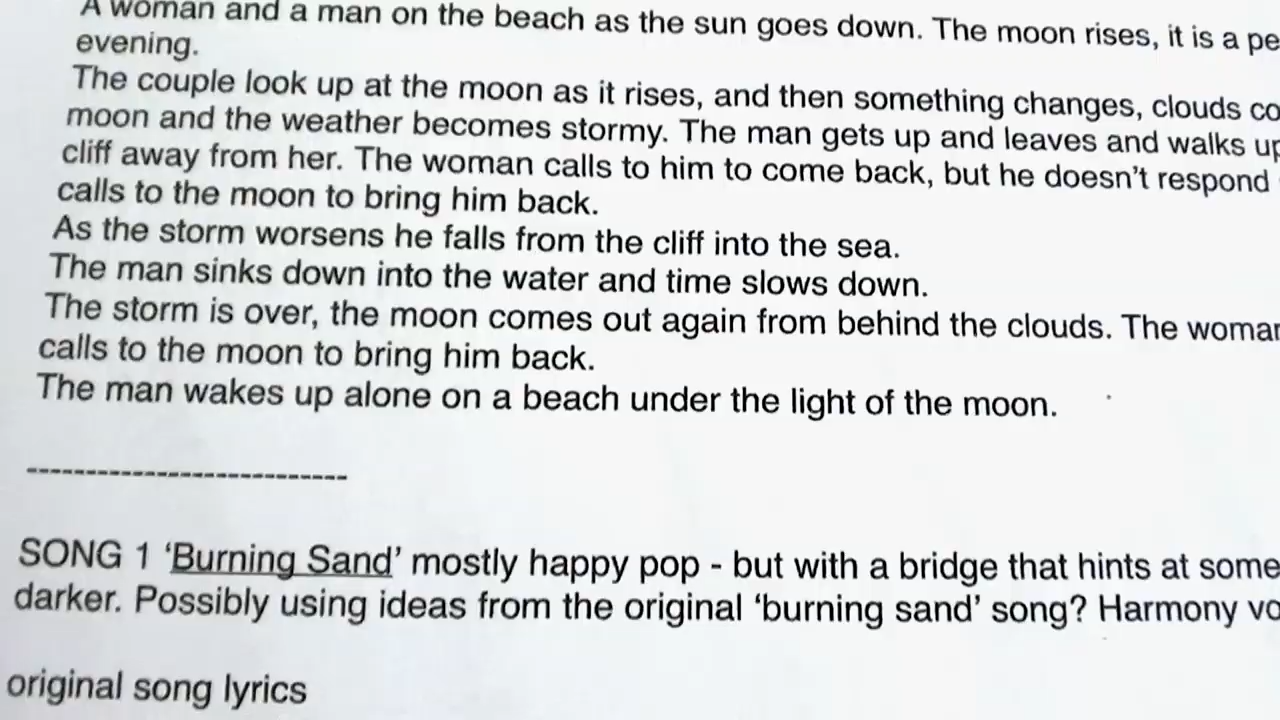 A woman and a man on the beach as the sun goes down. The moon rises, it is a pe
evening.
The couple look up at the moon as it rises, and then something changes, clouds co
moon and the weather becomes stormy. The man gets up and leaves and walks up
cliff away from her. The woman calls to him to come back, but he doesn't respond
calls to the moon to bring him back.
As the storm worsens he falls from the cliff into the sea.
The man sinks down into the water and time slows down.
The storm is over, the moon comes out again from behind the clouds. The woman
calls to the moon to bring him back.
The man wakes up alone on a beach under the light of the moon.
---------------------------
SONG 1 ‘Burning Sand’ mostly happy pop - but with a bridge that hints at some
darker. Possibly using ideas from the original ‘burning sand’ song? Harmony vo
original song lyrics